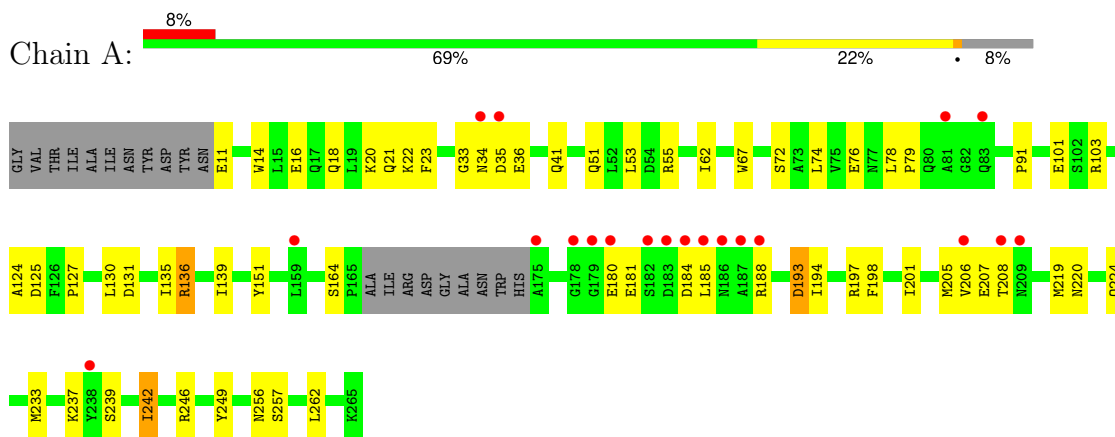 8%
Chain A:
69% 22% • 8%
GLY VAL THR ILE ALA ILE ASN TYR ASP TYR ASN E11 W14 L15 E16 Q17 Q18 L19 K20 Q21 K22 F23 G33 N34 D35 E36 Q41 Q51 L52 L53 D54 R55 I62 W67 S72 A73 L74 V75 E76 N77 L78 P79 Q80 A81 G82 Q83 P91 E101 S102 R103
A124 D125 F126 P127 L130 D131 I135 R136 I139 Y151 L159 S164 P165 ALA ILE ARG ASP GLY ALA ASN TRP HIS A175 G178 G179 E180 E181 S182 D183 D184 L185 N186 A187 R188 D193 I194 R197 F198 I201 M205 V206 E207 T208 N209 M219 N220
M233 K237 Y238 S239 I242 R246 Y249 N256 S257 L262 K265